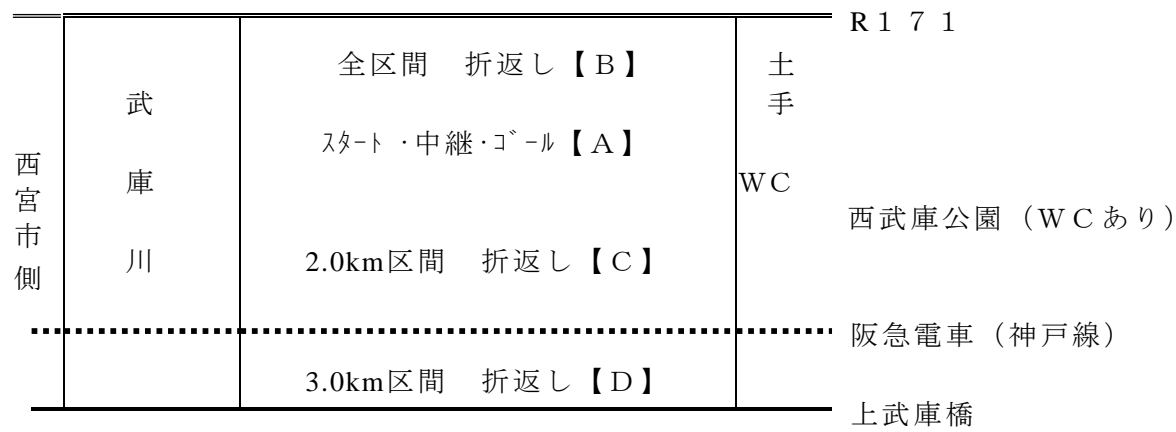 R171
全区間 折返し【B】
土手
武庫川
ｽﾀｰﾄ・中継・ｺﾞｰﾙ【A】
西宮市側
WC
西武庫公園（WCあり）
2.0km区間 折返し【C】
阪急電車（神戸線）
3.0km区間 折返し【D】
上武庫橋